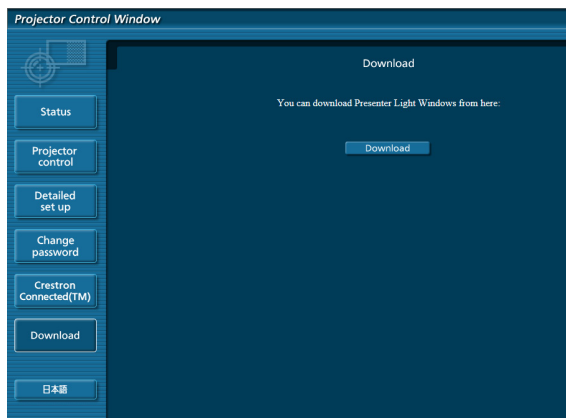 Projector Control Window
Download
You can download Presenter Light Windows from here:
Download
Status
Projector
control
Detailed
set up
Change
password
Crestron
Connected(TM)
Download
日本語